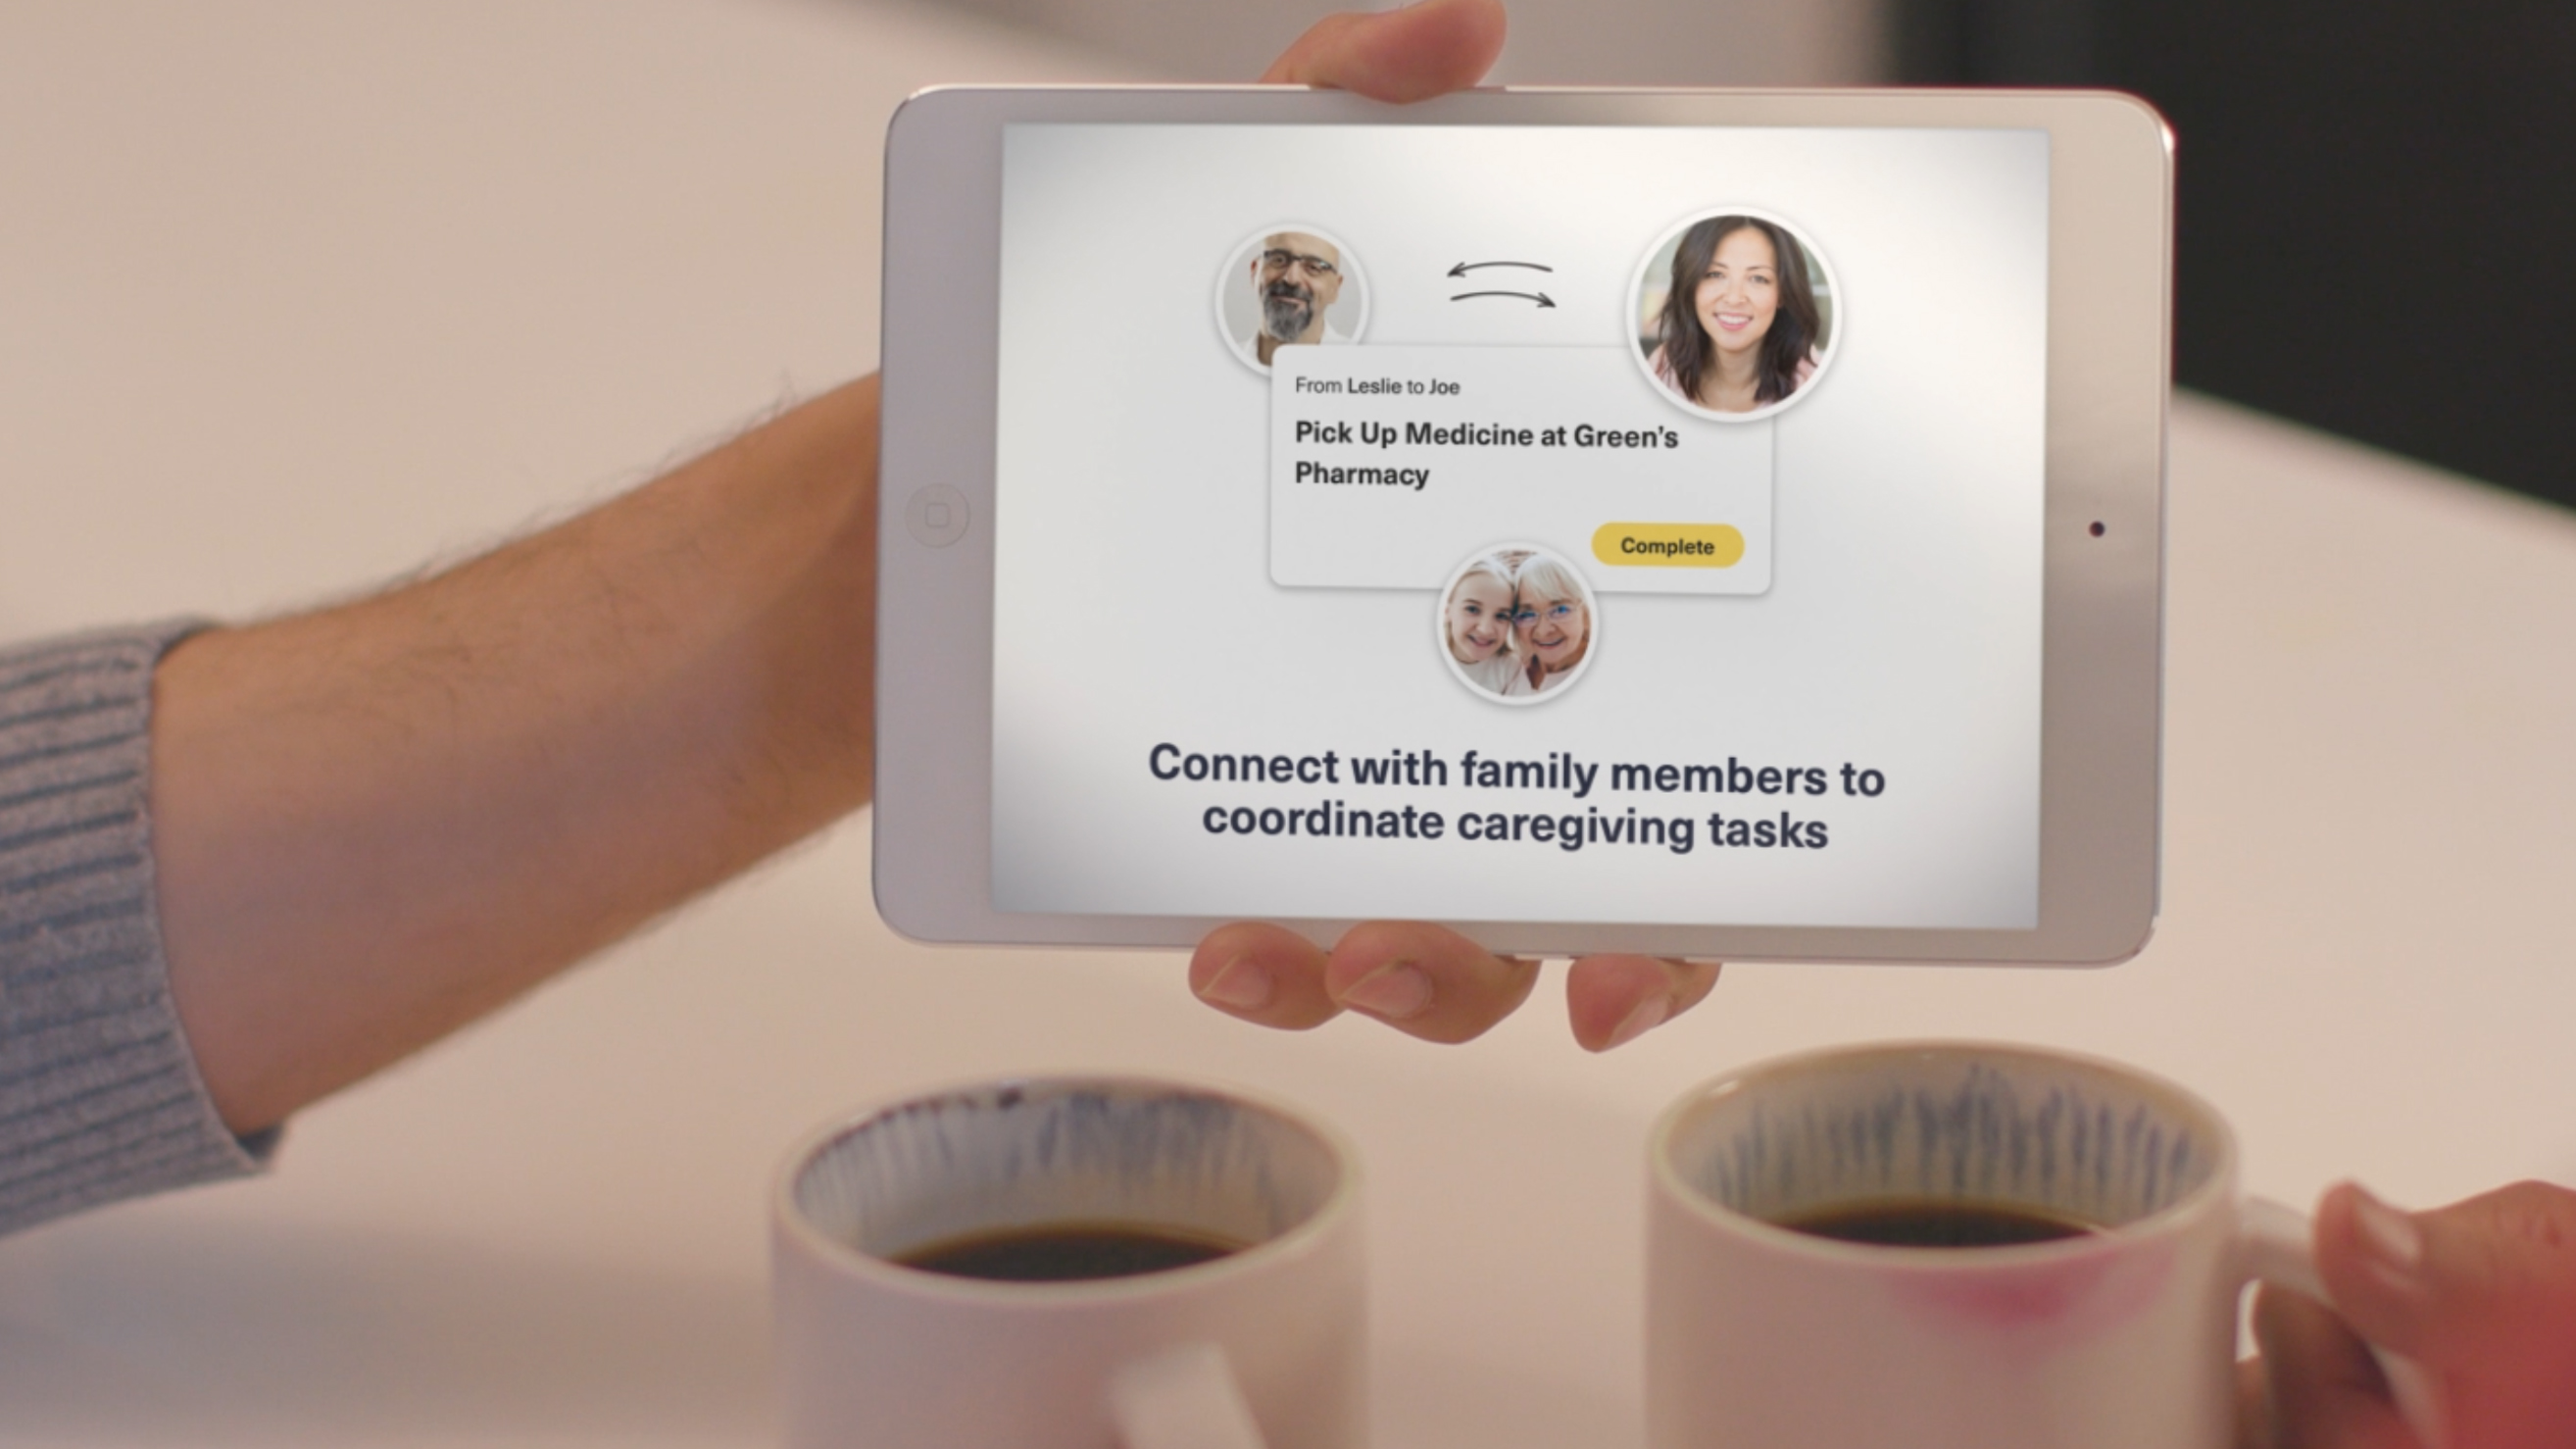 From Leslie to Joe
Pick Up Medicine at Green's
Pharmacy
Complete
Connect with family members to
coordinate caregiving tasks